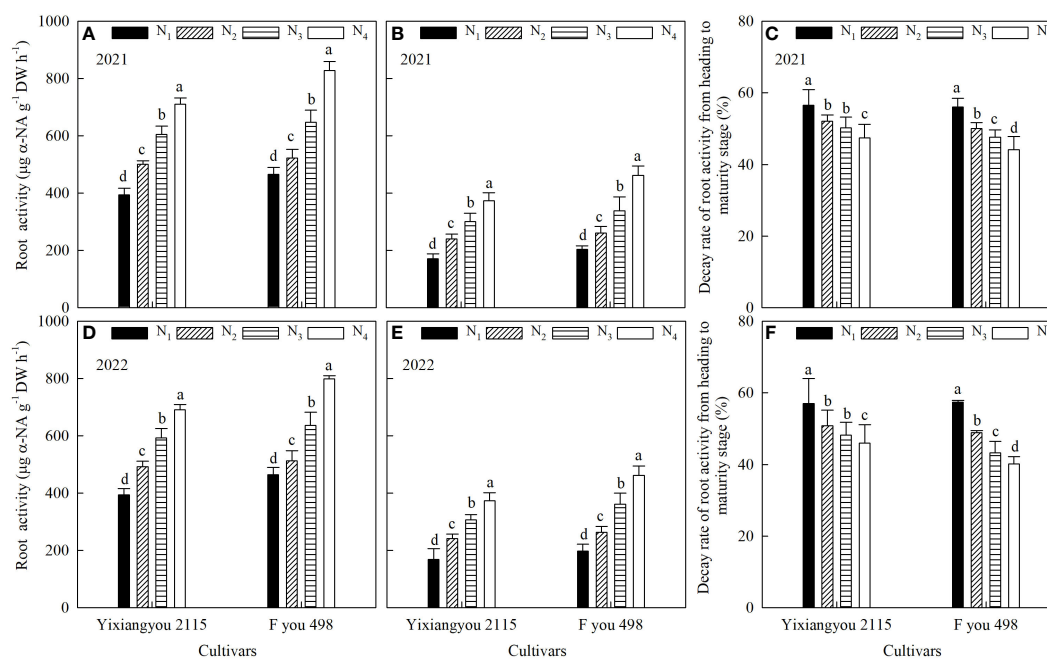 A N₁ N₂ N₃ N₄
2021
Root activity (μg α-NA g⁻¹ DW h⁻¹)
1000
800
600
400
200
0
d c b a
d c b a
B N₁ N₂ N₃ N₄
2021
d c b a
d c b a
C N₁ N₂ N₃ N
2021
Decay rate of root activity from heading to
maturity stage (%)
80
60
40
20
0
a b b c
a b c d
D N₁ N₂ N₃ N₄
2022
Root activity (μg α-NA g⁻¹ DW h⁻¹)
1000
800
600
400
200
0
d c b a
d c b a
Yixiangyou 2115 F you 498
Cultivars
E N₁ N₂ N₃ N₄
2022
d c b a
d c b a
Yixiangyou 2115 F you 498
Cultivars
F N₁ N₂ N₃ N
2022
Decay rate of root activity from heading to
maturity stage (%)
80
60
40
20
0
a b b c
a b c d
Yixiangyou 2115 F you 498
Cultivars